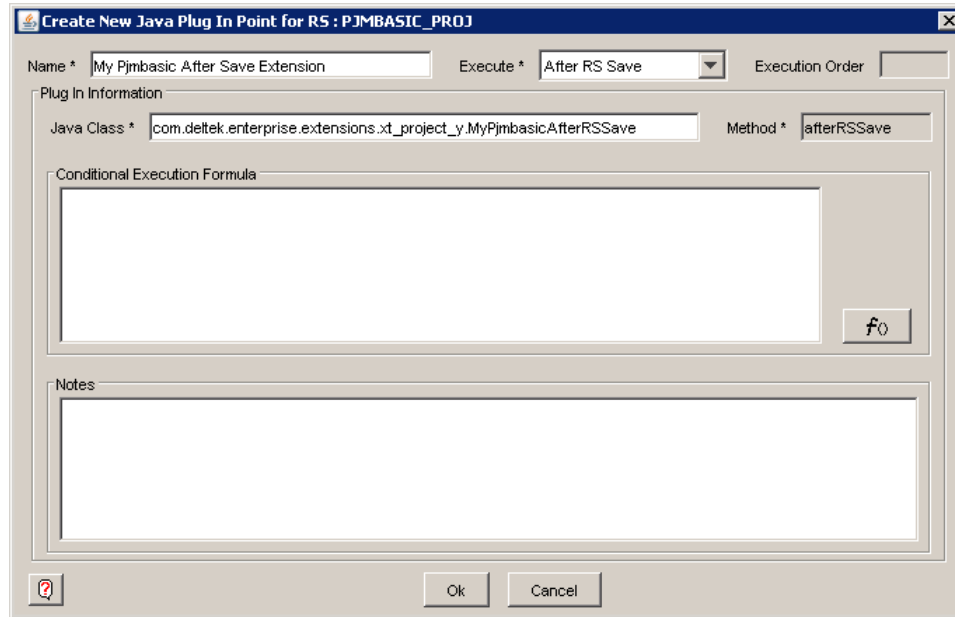 Create New Java Plug In Point for RS : PJMBASIC_PROJ
Name * My Pjmbasic After Save Extension Execute * After RS Save Execution Order
Plug In Information
Java Class * com.deltek.enterprise.extensions.xt_project_y.MyPjmbasicAfterRSSave Method * afterRSSave
Conditional Execution Formula
f()
Notes
Ok Cancel